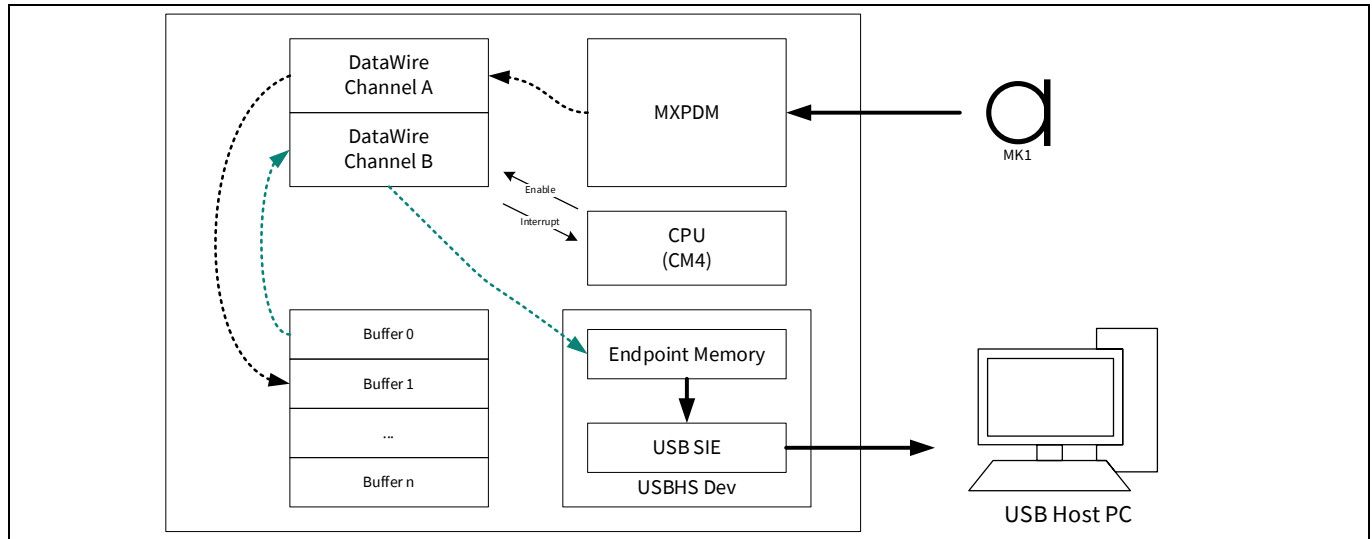 DataWire
Channel A
DataWire
Channel B
MXPDM
MK1
Enable
Interrupt
CPU
(CM4)
Buffer 0
Buffer 1
...
Buffer n
Endpoint Memory
USB SIE
USBHS Dev
USB Host PC